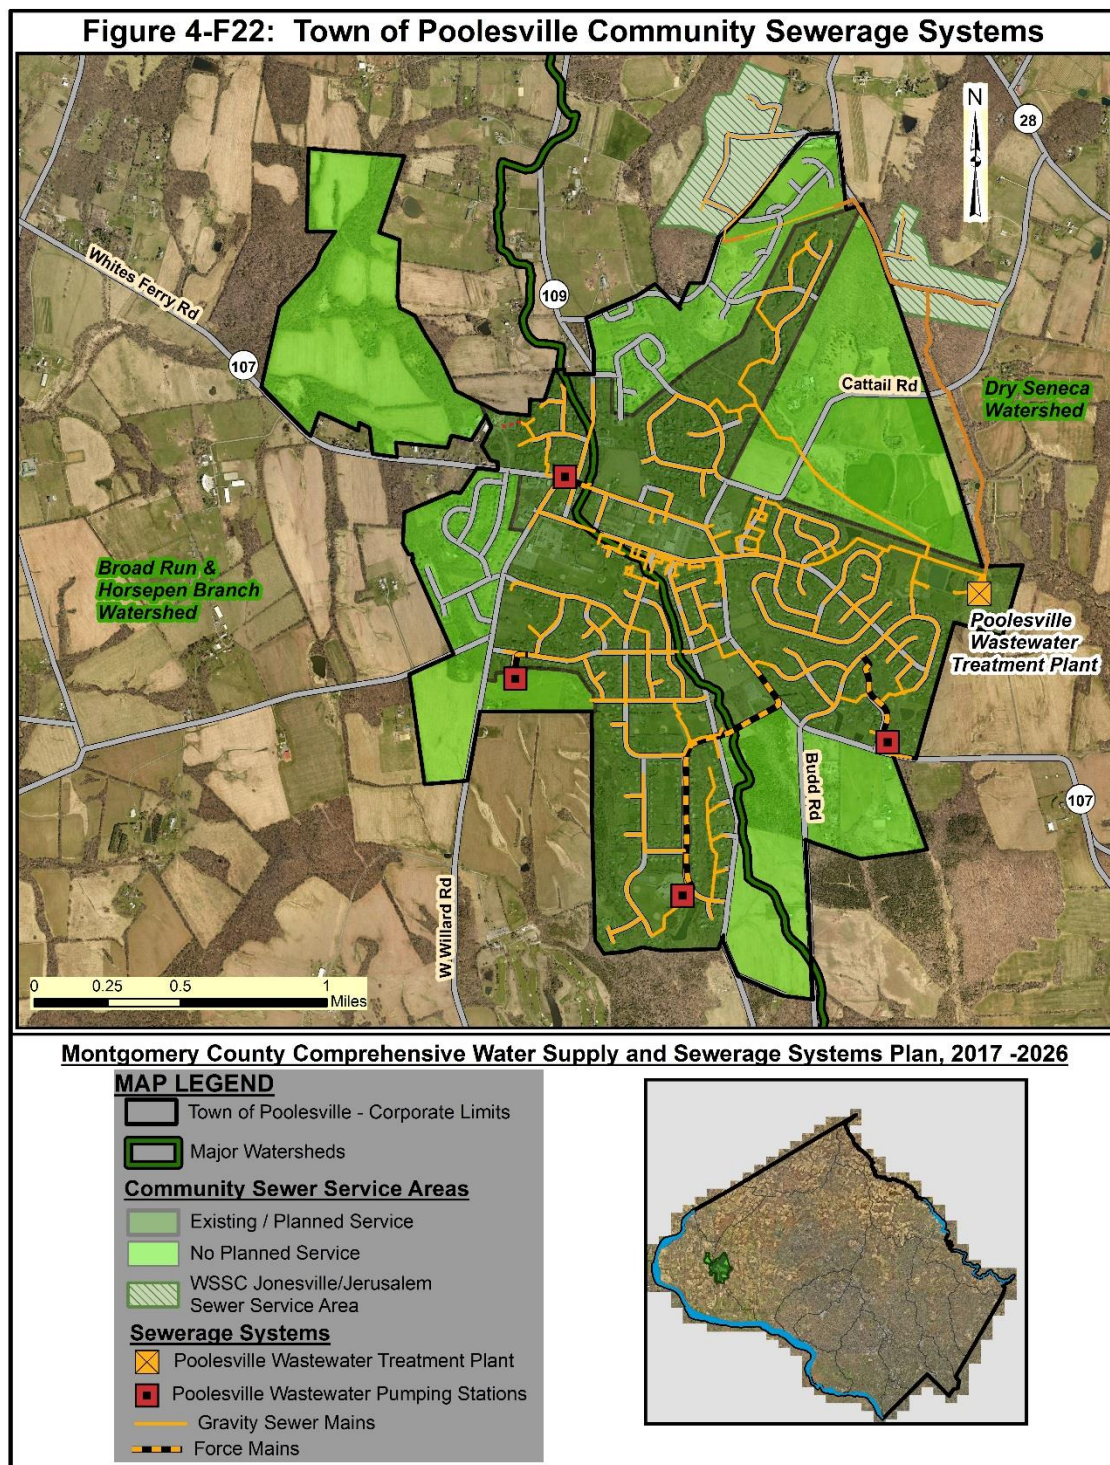 Figure 4-F22: Town of Poolesville Community Sewerage Systems
N
28
Whites Ferry Rd
109
107
Cattail Rd
Dry Seneca
Watershed
Broad Run &
Horsepen Branch
Watershed
Poolesville
Wastewater
Treatment Plant
Budd Rd
107
W Willard Rd
0 0.25 0.5 1
Miles
Montgomery County Comprehensive Water Supply and Sewerage Systems Plan, 2017 -2026
MAP LEGEND
Town of Poolesville - Corporate Limits
Major Watersheds
Community Sewer Service Areas
Existing / Planned Service
No Planned Service
WSSC Jonesville/Jerusalem
Sewer Service Area
Sewerage Systems
Poolesville Wastewater Treatment Plant
Poolesville Wastewater Pumping Stations
Gravity Sewer Mains
Force Mains